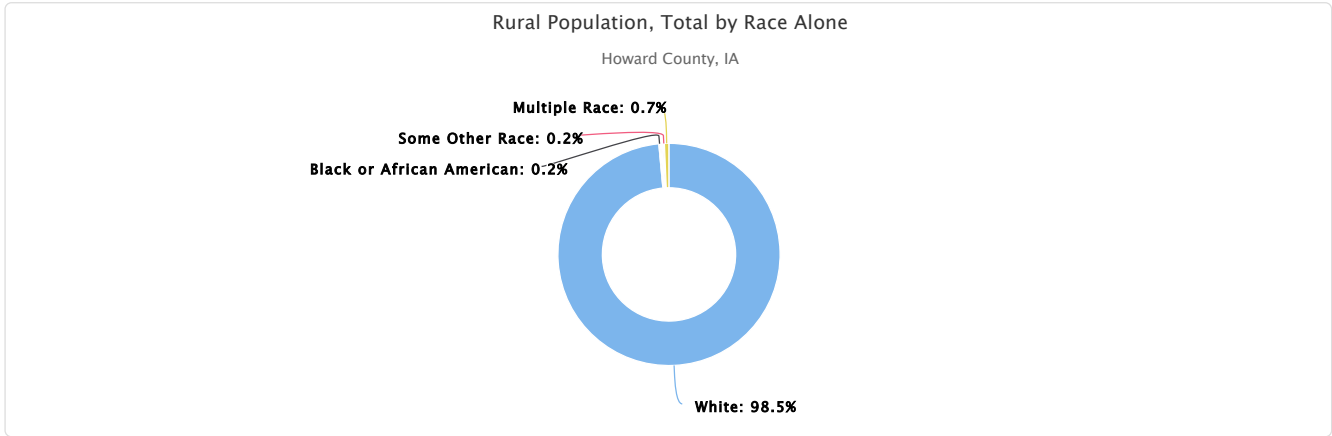 Rural Population, Total by Race Alone
Howard County, IA
Multiple Race: 0.7%
Some Other Race: 0.2%
Black or African American: 0.2%
White: 98.5%